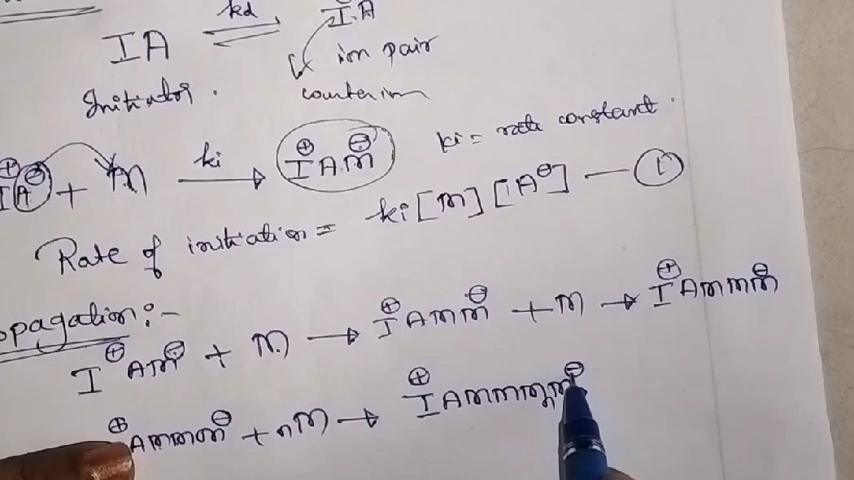 IA ⇌ kd I.A
ion pair
Initiator. counterion
I⊕A⊖ + M → ki I⊕AM⊖ ki = rate constant.
Rate of initiation = ki[M][IA⊖] — (1)
opagation:-
I⊕AM⊖ + M → I⊕AMM⊖ + M → I⊕AMMM⊖
⊕AMMM⊖ + nM → I⊕AMMMMM⊖